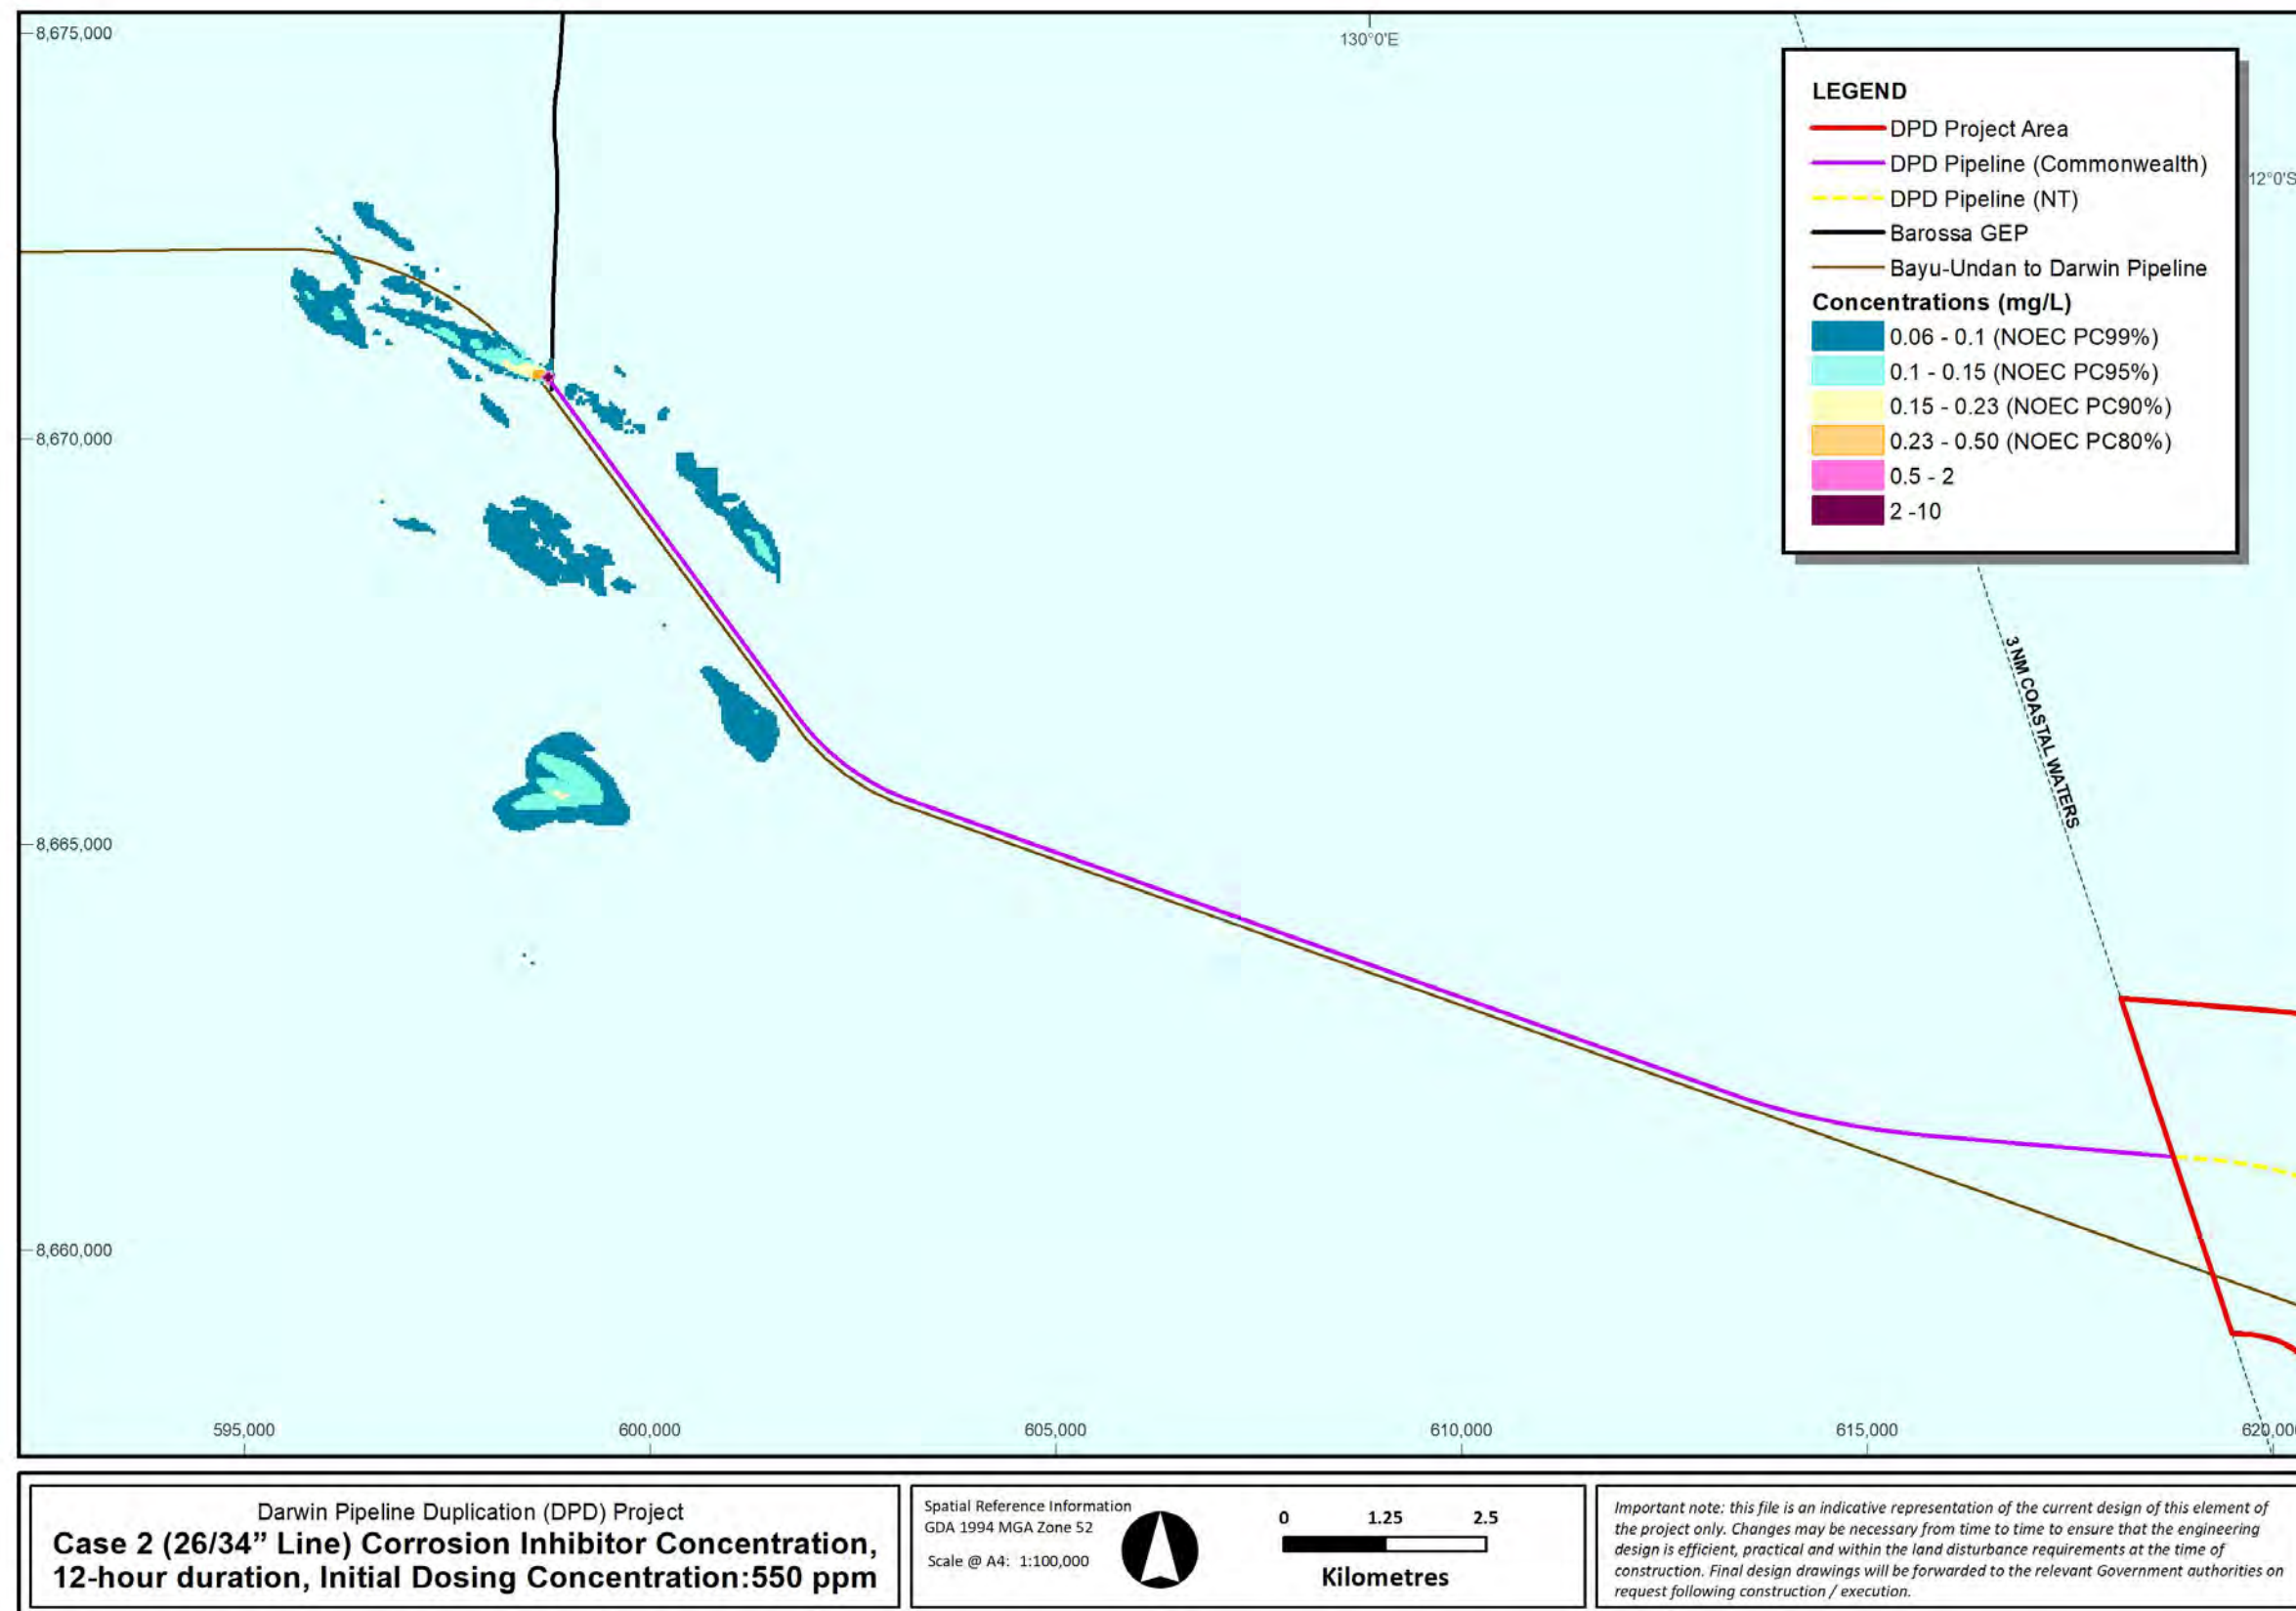 8,675,000
130°0'E
LEGEND
DPD Project Area
DPD Pipeline (Commonwealth)
12°0'S
DPD Pipeline (NT)
Barossa GEP
Bayu-Undan to Darwin Pipeline
Concentrations (mg/L)
0.06 - 0.1 (NOEC PC99%)
0.1 - 0.15 (NOEC PC95%)
0.15 - 0.23 (NOEC PC90%)
0.23 - 0.50 (NOEC PC80%)
0.5 - 2
2 -10
8,670,000
3 NM COASTAL WATERS
8,665,000
8,660,000
595,000
600,000
605,000
610,000
615,000
620,000
Darwin Pipeline Duplication (DPD) Project
Case 2 (26/34” Line) Corrosion Inhibitor Concentration,
12-hour duration, Initial Dosing Concentration:550 ppm
Spatial Reference Information
GDA 1994 MGA Zone 52
Scale @ A4: 1:100,000
0 1.25 2.5
Kilometres
Important note: this file is an indicative representation of the current design of this element of
the project only. Changes may be necessary from time to time to ensure that the engineering
design is efficient, practical and within the land disturbance requirements at the time of
construction. Final design drawings will be forwarded to the relevant Government authorities on
request following construction / execution.